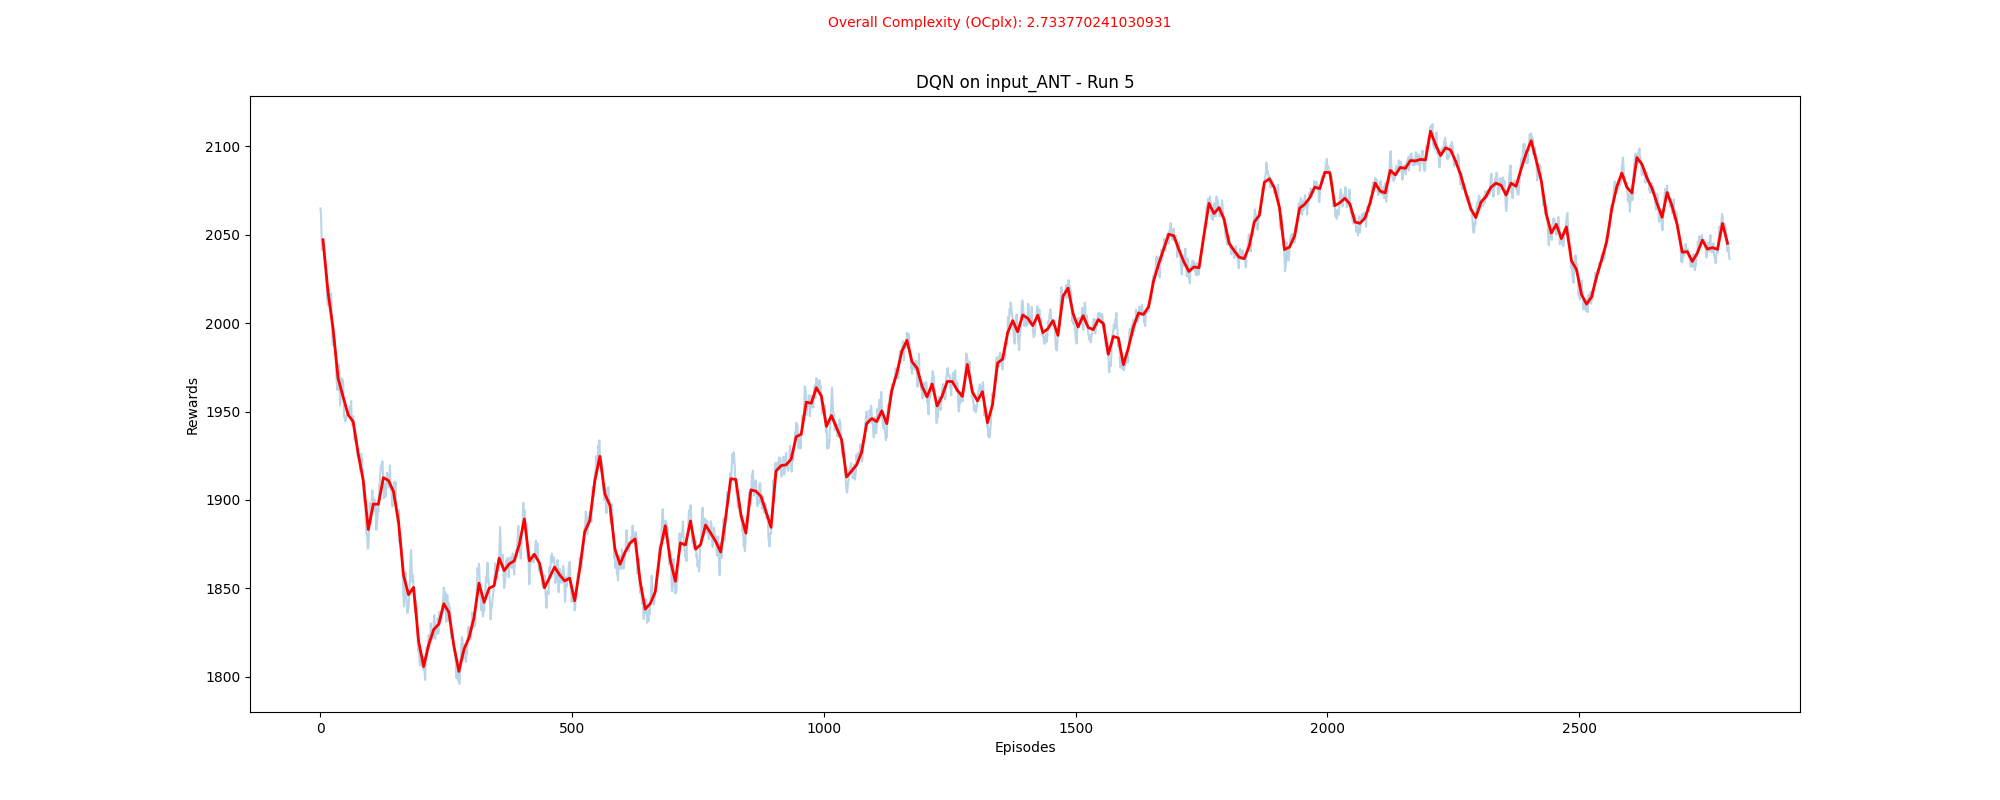 Overall Complexity (OCplx): 2.733770241030931
DQN on input_ANT - Run 5
Rewards
2100
2050
2000
1950
1900
1850
1800
0 500 1000 1500 2000 2500
Episodes